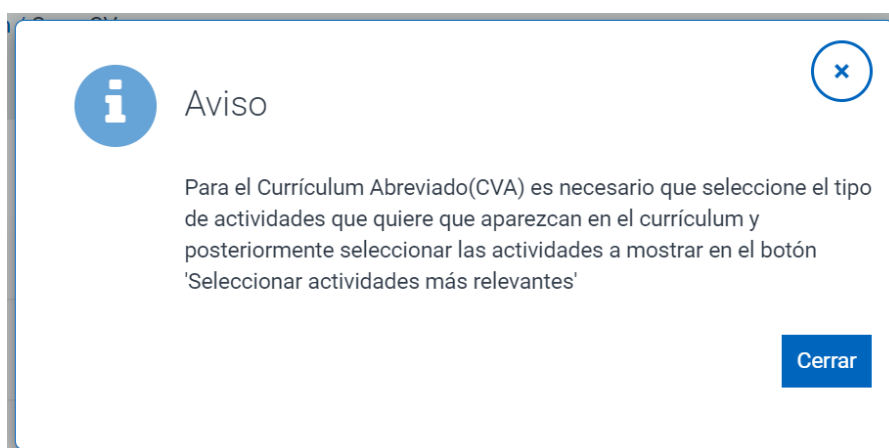 Aviso
Para el Currículum Abreviado(CVA) es necesario que seleccione el tipo
de actividades que quiere que aparezcan en el currículum y
posteriormente seleccionar las actividades a mostrar en el botón
'Seleccionar actividades más relevantes'
Cerrar